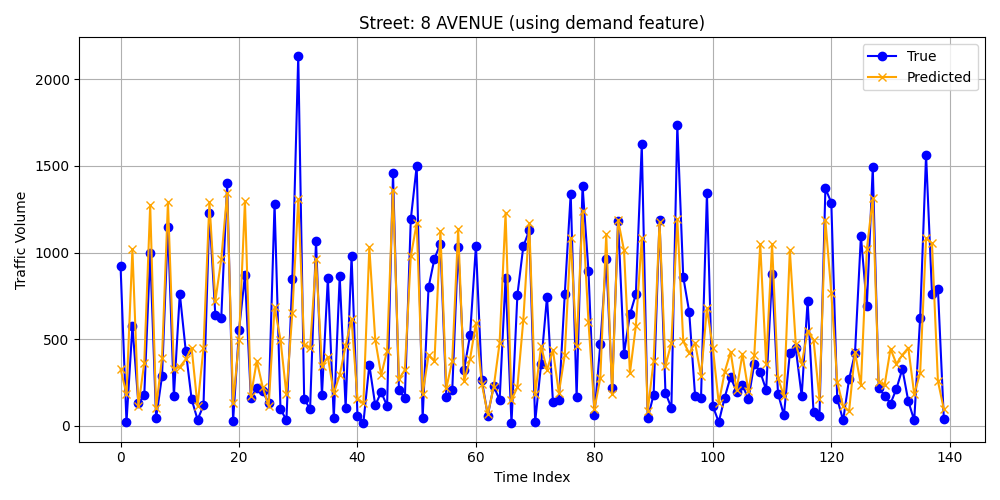 Street: 8 AVENUE (using demand feature)
True
Predicted
Traffic Volume
2000
1500
1000
500
0
0 20 40 60 80 100 120 140
Time Index